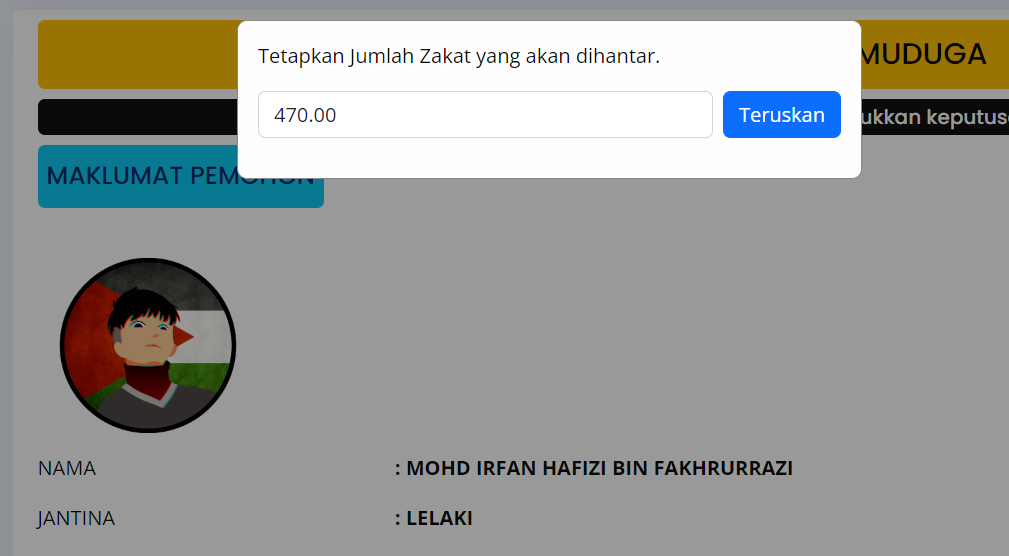 Tetapkan Jumlah Zakat yang akan dihantar.
MUDUGA
470.00 Teruskan
ukkan keputus
MAKLUMAT PEMOHON
NAMA : MOHD IRFAN HAFIZI BIN FAKHRURRAZI
JANTINA : LELAKI